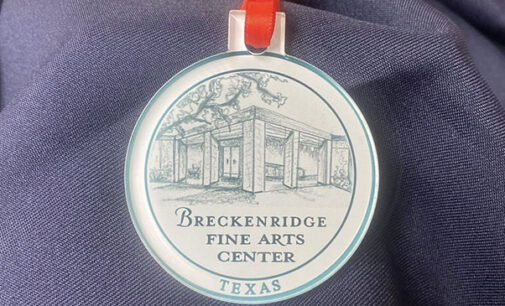 BRECKENRIDGE
FINE ARTS
CENTER
TEXAS